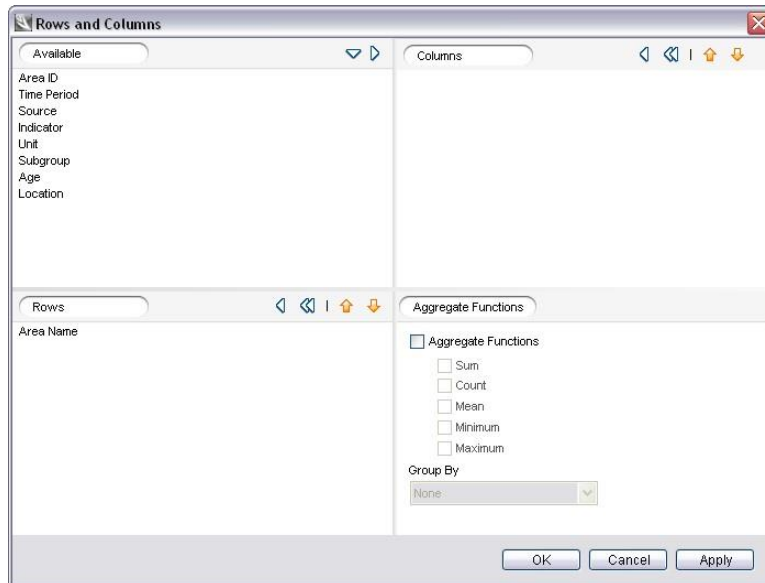 Rows and Columns
Available
Area ID
Time Period
Source
Indicator
Unit
Subgroup
Age
Location
Columns
Rows
Area Name
Aggregate Functions
Aggregate Functions
Sum
Count
Mean
Minimum
Maximum
Group By
None
OK Cancel Apply